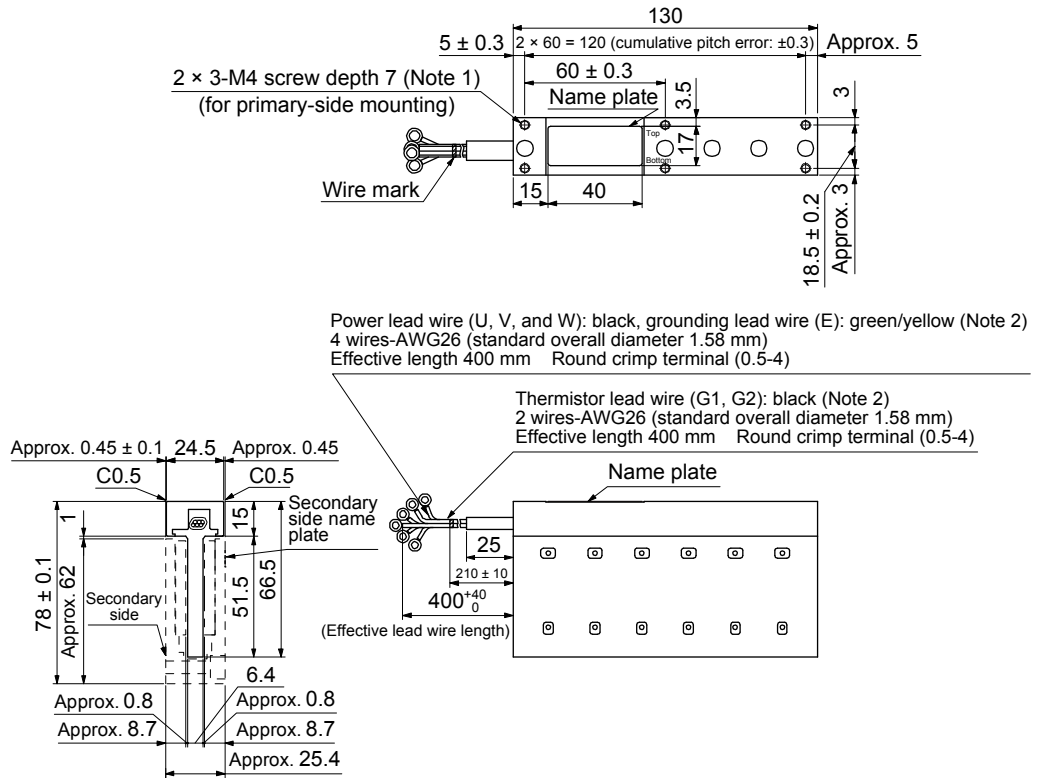 130
5 ± 0.3
2 × 60 = 120 (cumulative pitch error: ±0.3)
Approx. 5
60 ± 0.3
2 × 3-M4 screw depth 7 (Note 1)
(for primary-side mounting)
Name plate
3.5
3
Top
17
Bottom
Wire mark
15
40
18.5 ± 0.2
Approx. 3
Power lead wire (U, V, and W): black, grounding lead wire (E): green/yellow (Note 2)
4 wires-AWG26 (standard overall diameter 1.58 mm)
Effective length 400 mm Round crimp terminal (0.5-4)
Thermistor lead wire (G1, G2): black (Note 2)
2 wires-AWG26 (standard overall diameter 1.58 mm)
Effective length 400 mm Round crimp terminal (0.5-4)
Approx. 0.45 ± 0.1
24.5
Approx. 0.45
C0.5
C0.5
Secondary
side name
plate
1
15
78 ± 0.1
Approx. 62
Secondary
side
51.5
66.5
6.4
Approx. 0.8
Approx. 0.8
Approx. 8.7
Approx. 8.7
Approx. 25.4
Name plate
25
210 ± 10
400 +40 0
(Effective lead wire length)